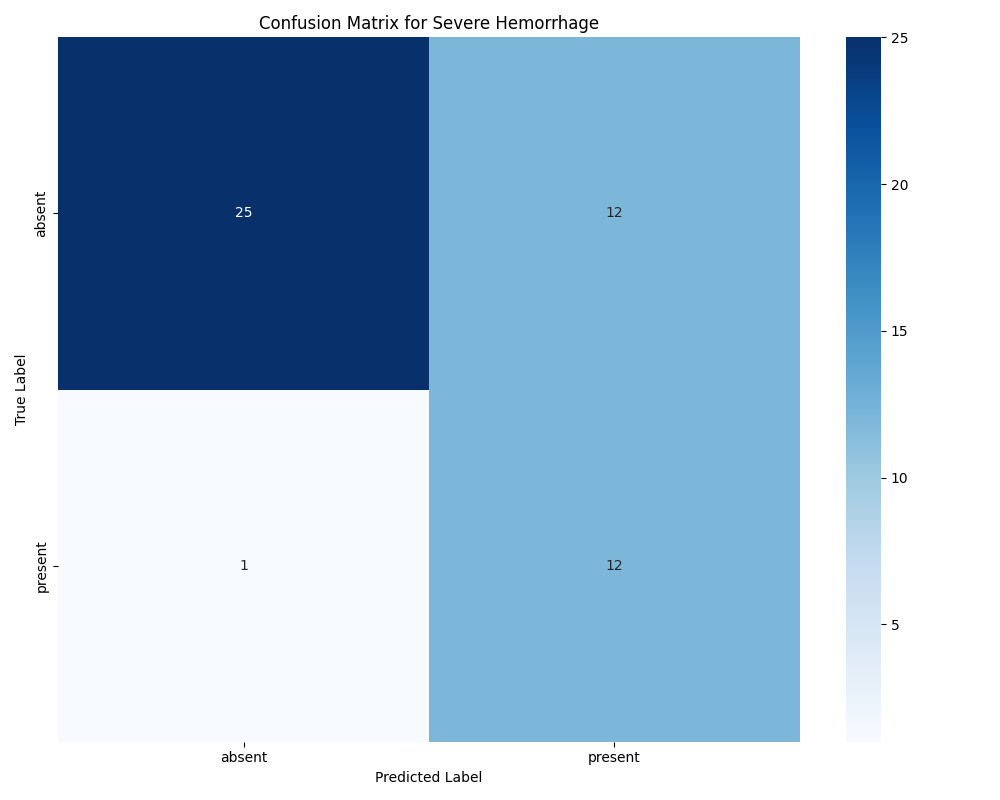 Confusion Matrix for Severe Hemorrhage
25
absent
25
12
20
15
True Label
10
present
1
12
5
absent
present
Predicted Label